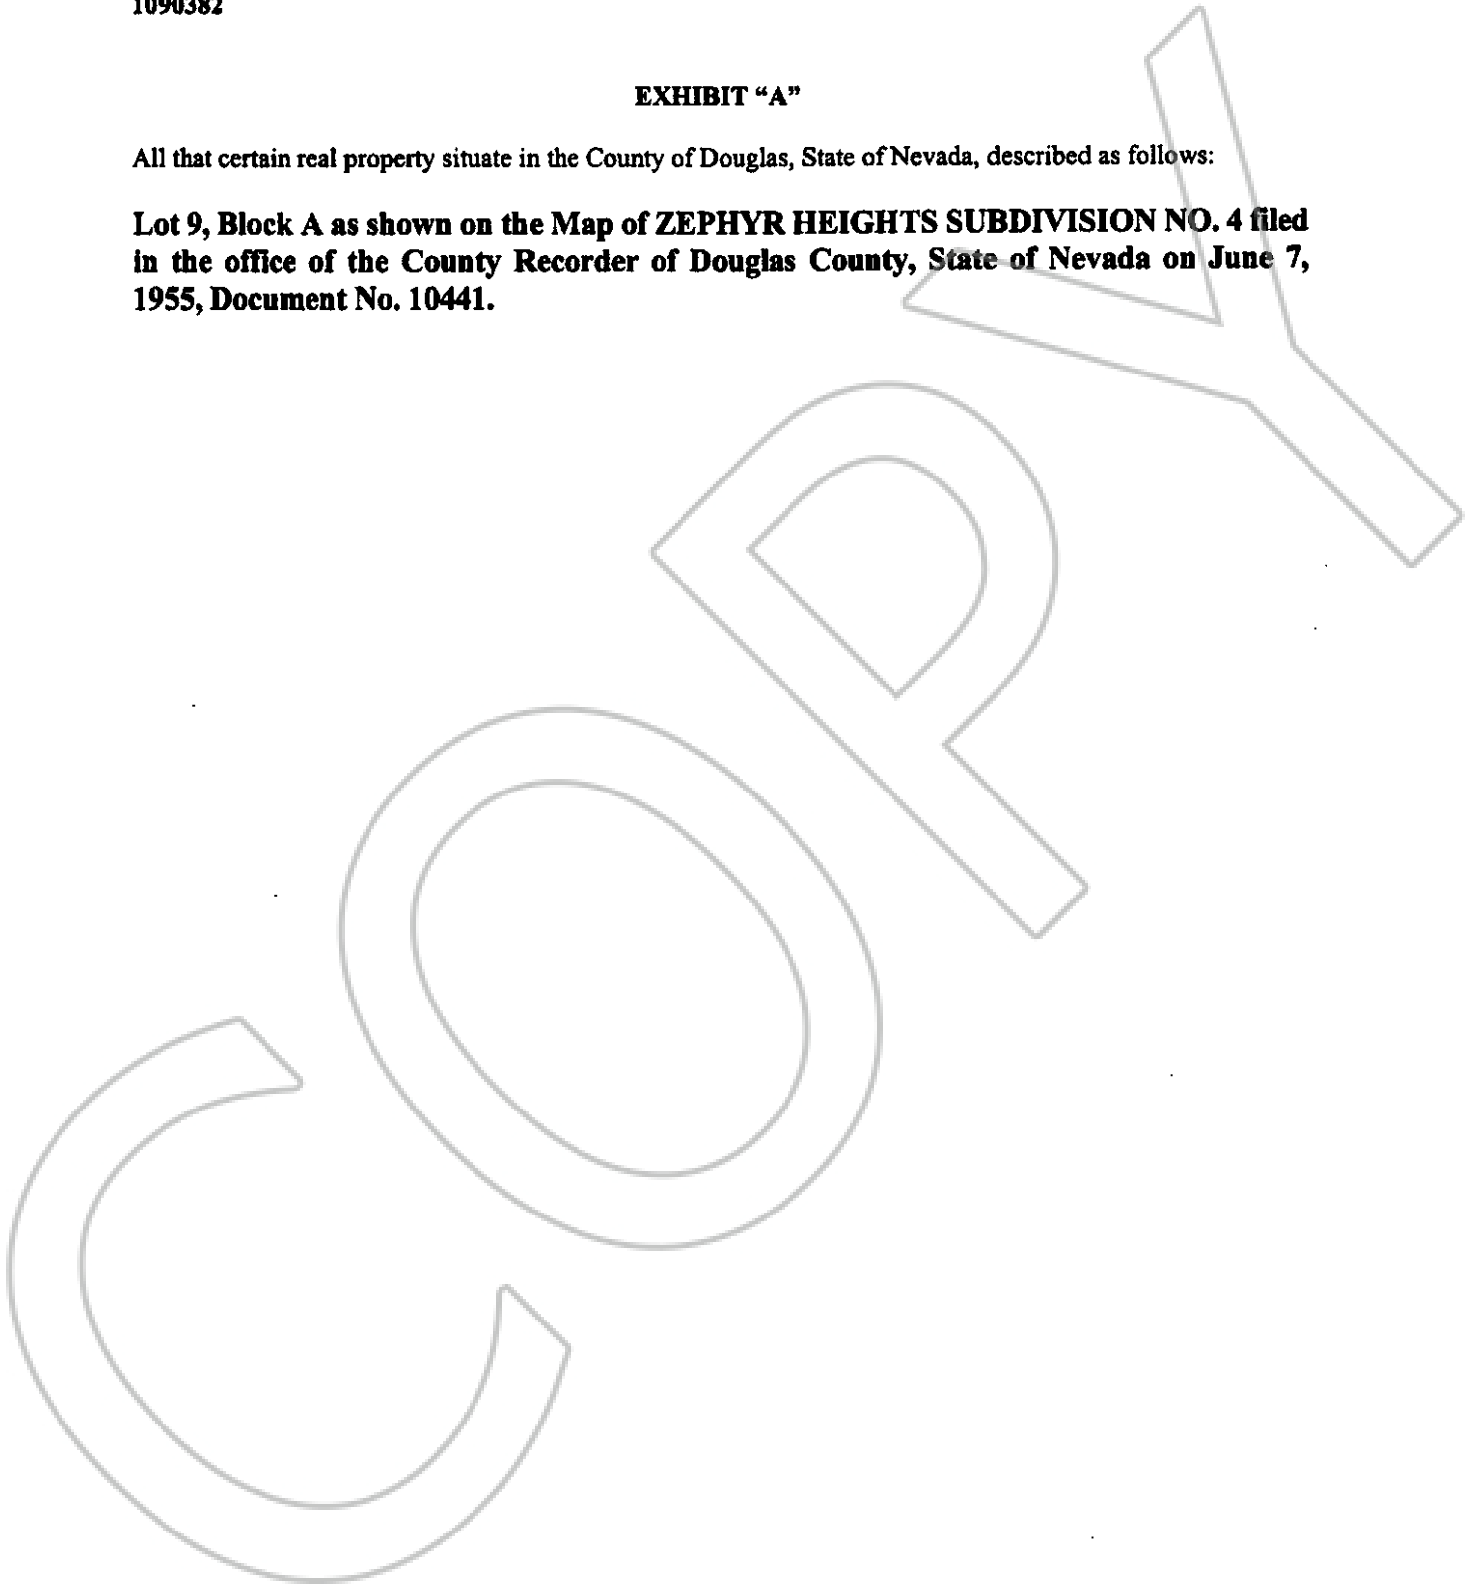 1090382
EXHIBIT “A”
All that certain real property situate in the County of Douglas, State of Nevada, described as follows:
Lot 9, Block A as shown on the Map of ZEPHYR HEIGHTS SUBDIVISION NO. 4 filed
in the office of the County Recorder of Douglas County, State of Nevada on June 7,
1955, Document No. 10441.
COPY